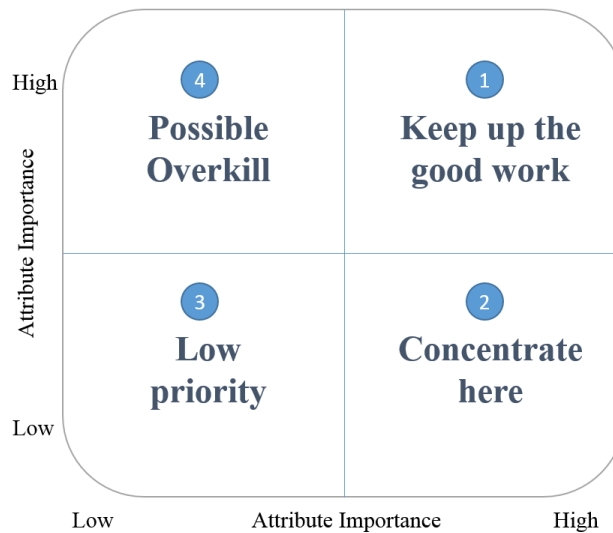 High
Attribute Importance
Low
4
Possible
Overkill
1
Keep up the
good work
3
Low
priority
2
Concentrate
here
Low
Attribute Importance
High